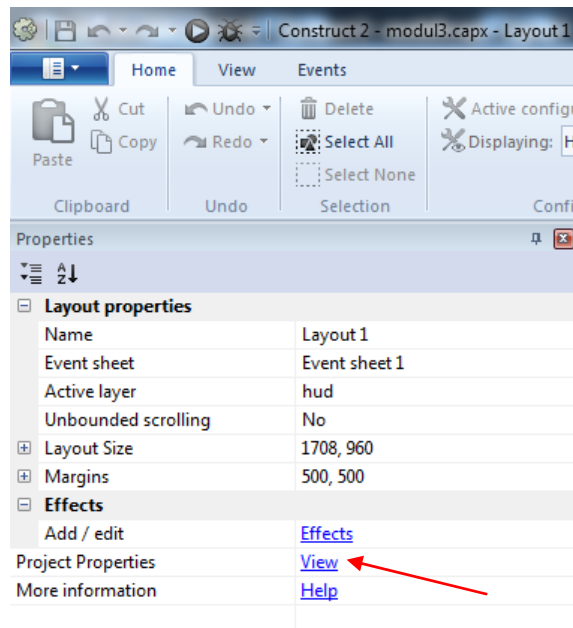 Construct 2 - modul3.capx - Layout 1
Home View Events
Cut Undo Delete Active config
Copy Redo Select All Displaying: H
Paste Select None
Clipboard Undo Selection Confi
Properties
A Z
Layout properties
Name Layout 1
Event sheet Event sheet 1
Active layer hud
Unbounded scrolling No
Layout Size 1708, 960
Margins 500, 500
Effects
Add / edit Effects
Project Properties View
More information Help